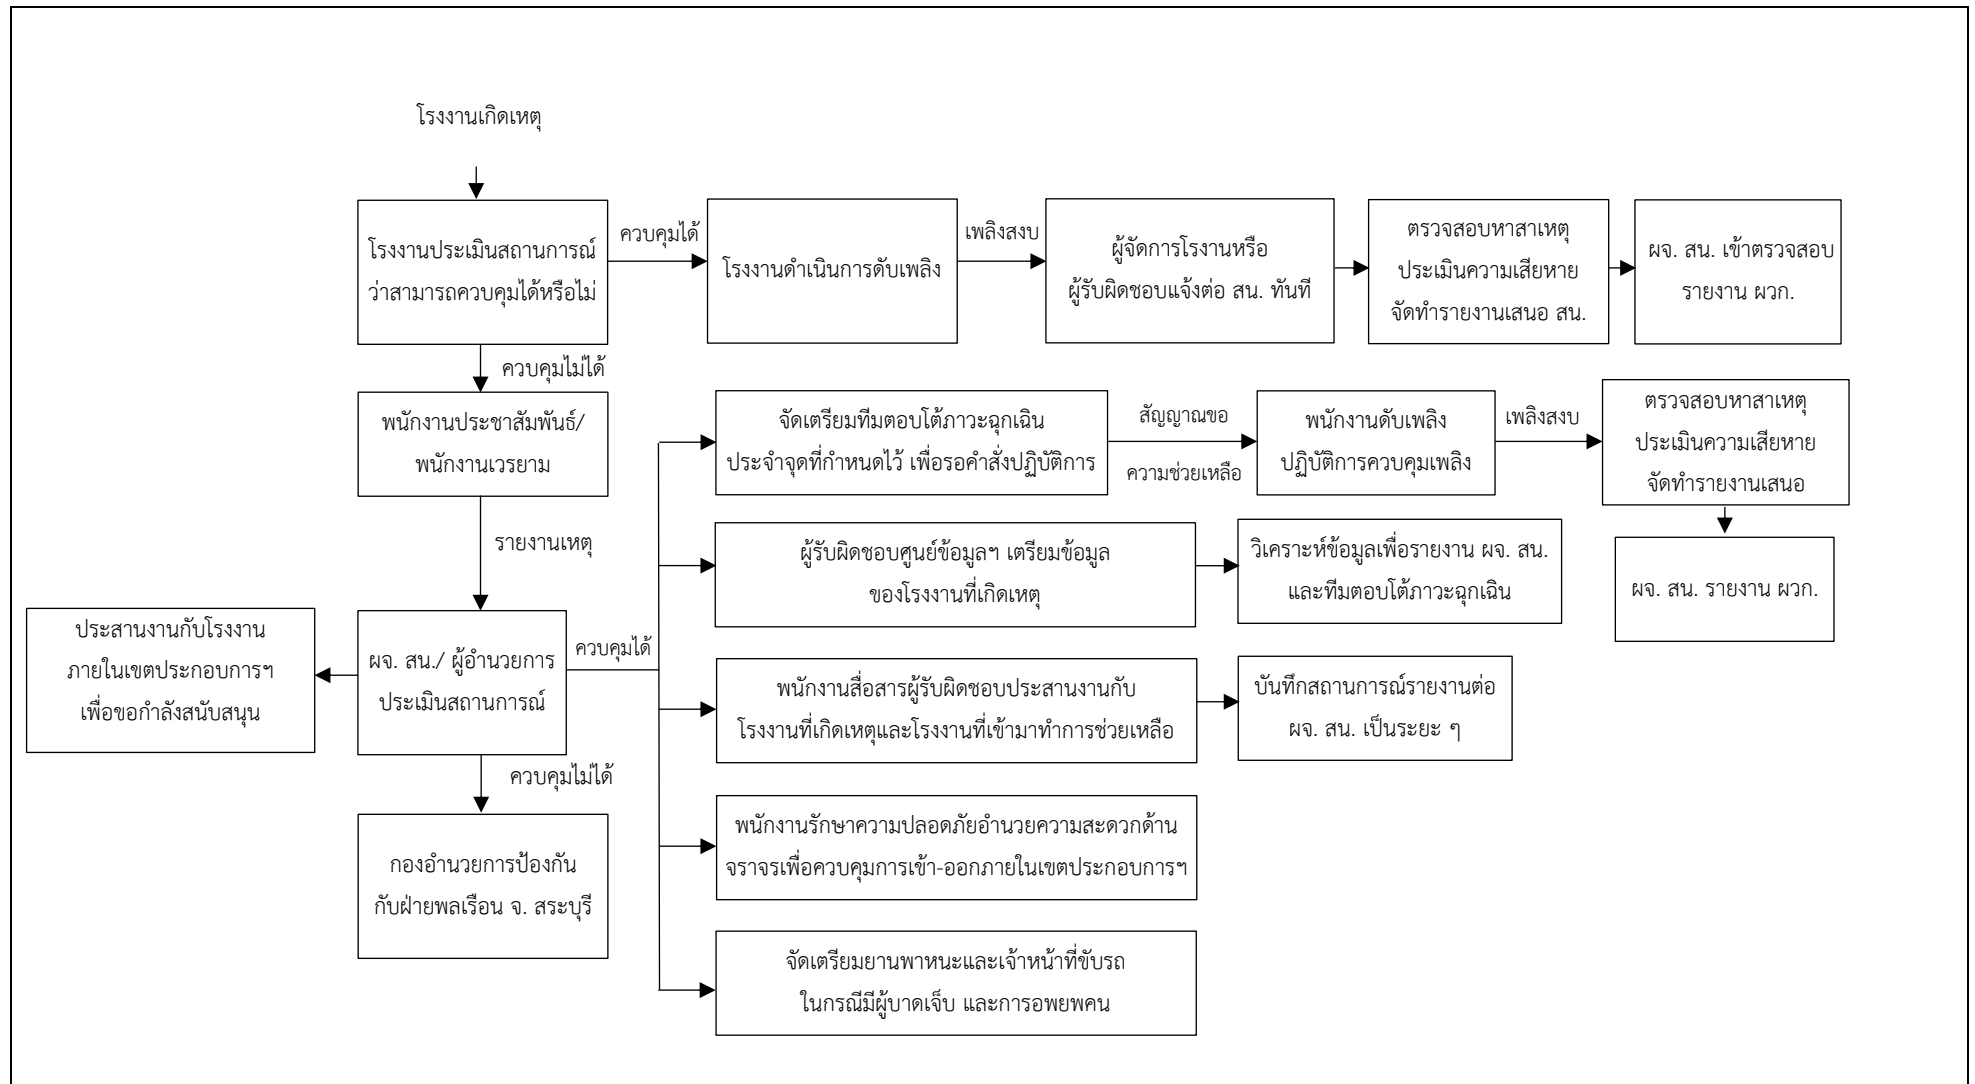 โรงงานเกิดเหตุ
โรงงานประเมินสถานการณ์
ว่าสามารถควบคุมได้หรือไม่
ควบคุมได้
โรงงานดำเนินการดับเพลิง
เพลิงสงบ
ผู้จัดการโรงานหรือ
ผู้รับผิดชอบแจ้งต่อ สน. ทันที
ตรวจสอบหาสาเหตุ
ประเมินความเสียหาย
จัดทำรายงานเสนอ สน.
ผจ. สน. เข้าตรวจสอบ
รายงาน ผวก.
ควบคุมไม่ได้
พนักงานประชาสัมพันธ์/
พนักงานเวรยาม
รายงานเหตุ
ผจ. สน./ ผู้อำนวยการ
ประเมินสถานการณ์
ประสานงานกับโรงงาน
ภายในเขตประกอบการฯ
เพื่อขอกำลังสนับสนุน
ควบคุมไม่ได้
กองอำนวยการป้องกัน
กับฝ่ายพลเรือน จ. สระบุรี
ควบคุมได้
จัดเตรียมทีมตอบโต้ภาวะฉุกเฉิน
ประจำจุดที่กำหนดไว้ เพื่อรอคำสั่งปฏิบัติการ
สัญญาณขอ
ความช่วยเหลือ
พนักงานดับเพลิง
ปฏิบัติการควบคุมเพลิง
เพลิงสงบ
ตรวจสอบหาสาเหตุ
ประเมินความเสียหาย
จัดทำรายงานเสนอ
ผจ. สน. รายงาน ผวก.
ผู้รับผิดชอบศูนย์ข้อมูลฯ เตรียมข้อมูล
ของโรงงานที่เกิดเหตุ
วิเคราะห์ข้อมูลเพื่อรายงาน ผจ. สน.
และทีมตอบโต้ภาวะฉุกเฉิน
พนักงานสื่อสารผู้รับผิดชอบประสานงานกับ
โรงงานที่เกิดเหตุและโรงงานที่เข้ามาทำการช่วยเหลือ
บันทึกสถานการณ์รายงานต่อ
ผจ. สน. เป็นระยะ ๆ
พนักงานรักษาความปลอดภัยอำนวยความสะดวกด้าน
จราจรเพื่อควบคุมการเข้า-ออกภายในเขตประกอบการฯ
จัดเตรียมยานพาหนะและเจ้าหน้าที่ขับรถ
ในกรณีมีผู้บาดเจ็บ และการอพยพคน